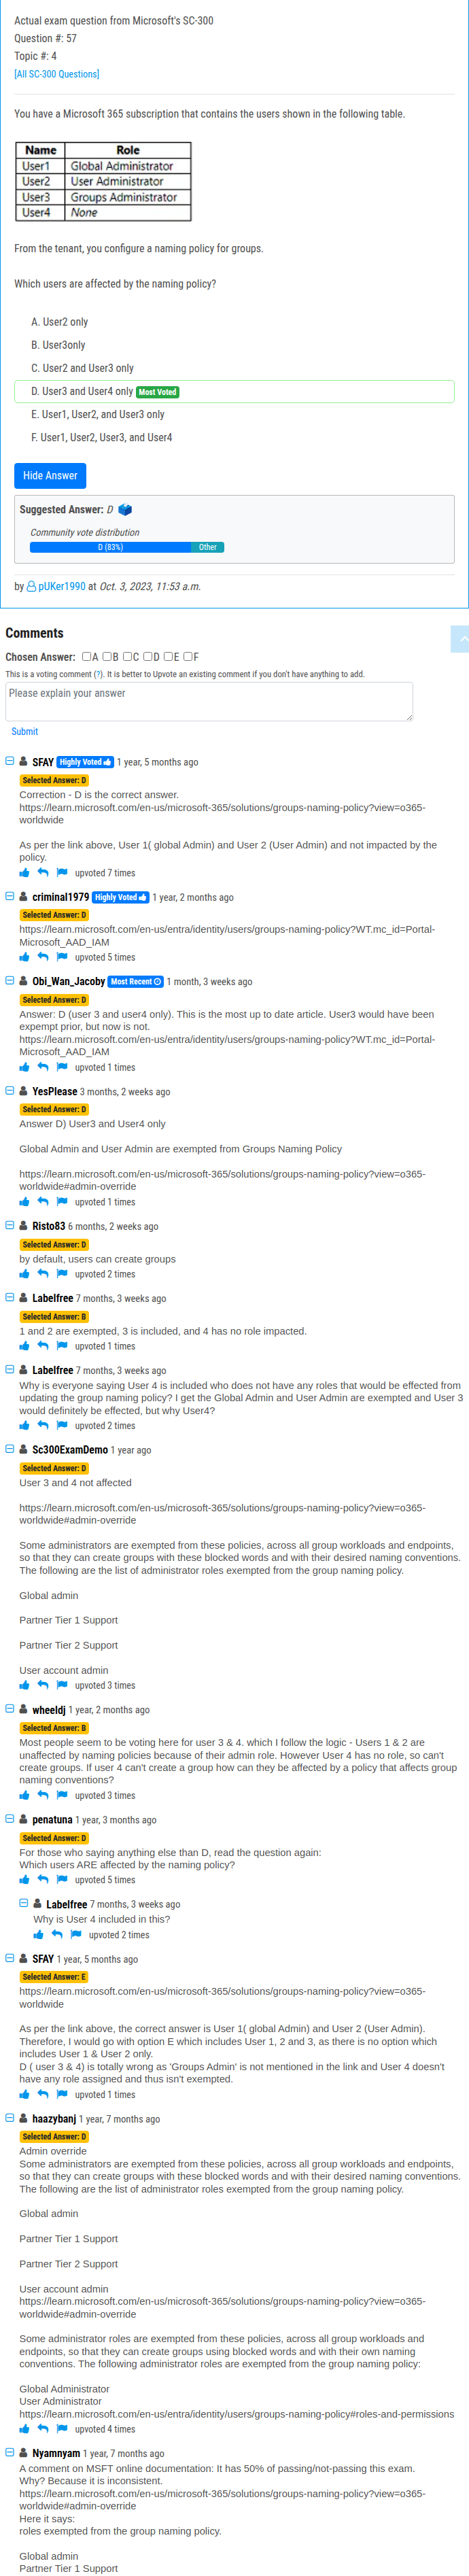 Actual exam question from Microsoft's SC-300
Question #: 57
Topic #: 4
[All SC-300 Questions]
You have a Microsoft 365 subscription that contains the users shown in the following table.
Name Role
User1 Global Administrator
User2 User Administrator
User3 Groups Administrator
User4 None
From the tenant, you configure a naming policy for groups.
Which users are affected by the naming policy?
A. User2 only
B. User3only
C. User2 and User3 only
D. User3 and User4 only Most Voted
E. User1, User2, and User3 only
F. User1, User2, User3, and User4
Hide Answer
Suggested Answer: D
Community vote distribution
D (83%) Other
by pUKer1990 at Oct. 3, 2023, 11:53 a.m.
Comments
Chosen Answer: A B C D E F
This is a voting comment (?). It is better to Upvote an existing comment if you don't have anything to add.
Please explain your answer
Submit
SFAY Highly Voted 1 year, 5 months ago
Selected Answer: D
Correction - D is the correct answer.
https://learn.microsoft.com/en-us/microsoft-365/solutions/groups-naming-policy?view=o365-
worldwide
As per the link above, User 1( global Admin) and User 2 (User Admin) and not impacted by the
policy.
upvoted 7 times
criminal1979 Highly Voted 1 year, 2 months ago
Selected Answer: D
https://learn.microsoft.com/en-us/entra/identity/users/groups-naming-policy?WT.mc_id=Portal-
Microsoft_AAD_IAM
upvoted 5 times
Obi_Wan_Jacoby Most Recent 1 month, 3 weeks ago
Selected Answer: D
Answer: D (user 3 and user4 only). This is the most up to date article. User3 would have been
expempt prior, but now is not.
https://learn.microsoft.com/en-us/entra/identity/users/groups-naming-policy?WT.mc_id=Portal-
Microsoft_AAD_IAM
upvoted 1 times
YesPlease 3 months, 2 weeks ago
Selected Answer: D
Answer D) User3 and User4 only
Global Admin and User Admin are exempted from Groups Naming Policy
https://learn.microsoft.com/en-us/microsoft-365/solutions/groups-naming-policy?view=o365-
worldwide#admin-override
upvoted 1 times
Risto83 6 months, 2 weeks ago
Selected Answer: D
by default, users can create groups
upvoted 2 times
Labelfree 7 months, 3 weeks ago
Selected Answer: B
1 and 2 are exempted, 3 is included, and 4 has no role impacted.
upvoted 1 times
Labelfree 7 months, 3 weeks ago
Why is everyone saying User 4 is included who does not have any roles that would be effected from
updating the group naming policy? I get the Global Admin and User Admin are exempted and User 3
would definitely be effected, but why User4?
upvoted 2 times
Sc300ExamDemo 1 year ago
Selected Answer: D
User 3 and 4 not affected
https://learn.microsoft.com/en-us/microsoft-365/solutions/groups-naming-policy?view=o365-
worldwide#admin-override
Some administrators are exempted from these policies, across all group workloads and endpoints,
so that they can create groups with these blocked words and with their desired naming conventions.
The following are the list of administrator roles exempted from the group naming policy.
Global admin
Partner Tier 1 Support
Partner Tier 2 Support
User account admin
upvoted 3 times
wheeldj 1 year, 2 months ago
Selected Answer: B
Most people seem to be voting here for user 3 & 4. which I follow the logic - Users 1 & 2 are
unaffected by naming policies because of their admin role. However User 4 has no role, so can't
create groups. If user 4 can't create a group how can they be affected by a policy that affects group
naming conventions?
upvoted 3 times
penatuna 1 year, 3 months ago
Selected Answer: D
For those who saying anything else than D, read the question again:
Which users ARE affected by the naming policy?
upvoted 5 times
Labelfree 7 months, 3 weeks ago
Why is User 4 included in this?
upvoted 2 times
SFAY 1 year, 5 months ago
Selected Answer: E
https://learn.microsoft.com/en-us/microsoft-365/solutions/groups-naming-policy?view=o365-
worldwide
As per the link above, the correct answer is User 1( global Admin) and User 2 (User Admin).
Therefore, I would go with option E which includes User 1, 2 and 3, as there is no option which
includes User 1 & User 2 only.
D ( user 3 & 4) is totally wrong as 'Groups Admin' is not mentioned in the link and User 4 doesn't
have any role assigned and thus isn't exempted.
upvoted 1 times
haazybanj 1 year, 7 months ago
Selected Answer: D
Admin override
Some administrators are exempted from these policies, across all group workloads and endpoints,
so that they can create groups with these blocked words and with their desired naming conventions.
The following are the list of administrator roles exempted from the group naming policy.
Global admin
Partner Tier 1 Support
Partner Tier 2 Support
User account admin
https://learn.microsoft.com/en-us/microsoft-365/solutions/groups-naming-policy?view=o365-
worldwide#admin-override
Some administrator roles are exempted from these policies, across all group workloads and
endpoints, so that they can create groups using blocked words and with their own naming
conventions. The following administrator roles are exempted from the group naming policy:
Global Administrator
User Administrator
https://learn.microsoft.com/en-us/entra/identity/users/groups-naming-policy#roles-and-permissions
upvoted 4 times
Nyamnyam 1 year, 7 months ago
A comment on MSFT online documentation: It has 50% of passing/not-passing this exam.
Why? Because it is inconsistent.
https://learn.microsoft.com/en-us/microsoft-365/solutions/groups-naming-policy?view=o365-
worldwide#admin-override
Here it says:
roles exempted from the group naming policy.
Global admin
Partner Tier 1 Support